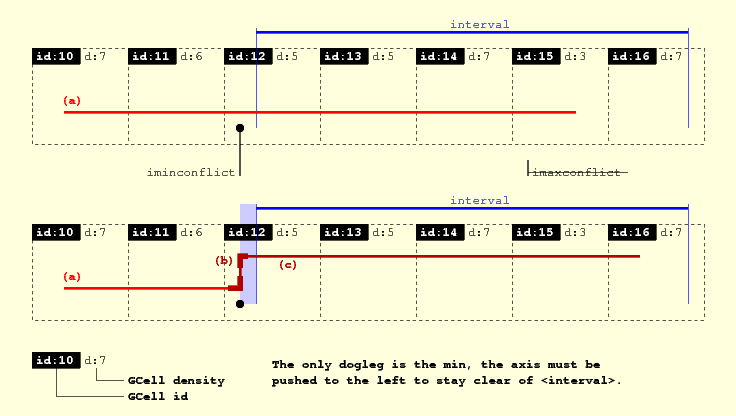 interval
id:10 d:7 id:11 d:6 id:12 d:5 id:13 d:5 id:14 d:7 id:15 d:3 id:16 d:7
(a)
iminconflict imaxconflict
interval
id:10 d:7 id:11 d:6 id:12 d:5 id:13 d:5 id:14 d:7 id:15 d:3 id:16 d:7
(b) (c)
(a)
id:10 d:7
The only dogleg is the min, the axis must be
GCell density pushed to the left to stay clear of <interval>.
GCell id